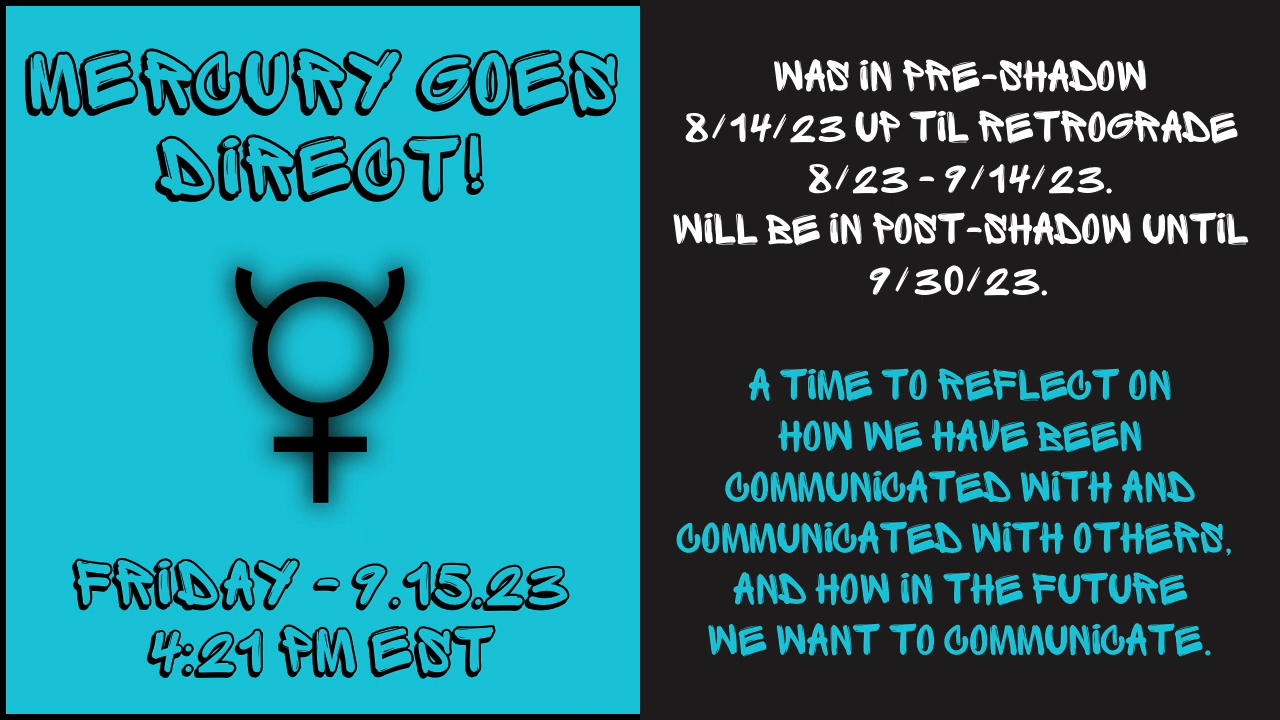 MERCURY GOES
DIRECT!
FRIDAY - 9.15.23
4:21 PM EST
WAS IN PRE-SHADOW
8/14/23 UP TIL RETROGRADE
8/23 - 9/14/23.
WILL BE IN POST-SHADOW UNTIL
9/30/23.
A TIME TO REFLECT ON
HOW WE HAVE BEEN
COMMUNICATED WITH AND
COMMUNICATED WITH OTHERS,
AND HOW IN THE FUTURE
WE WANT TO COMMUNICATE.